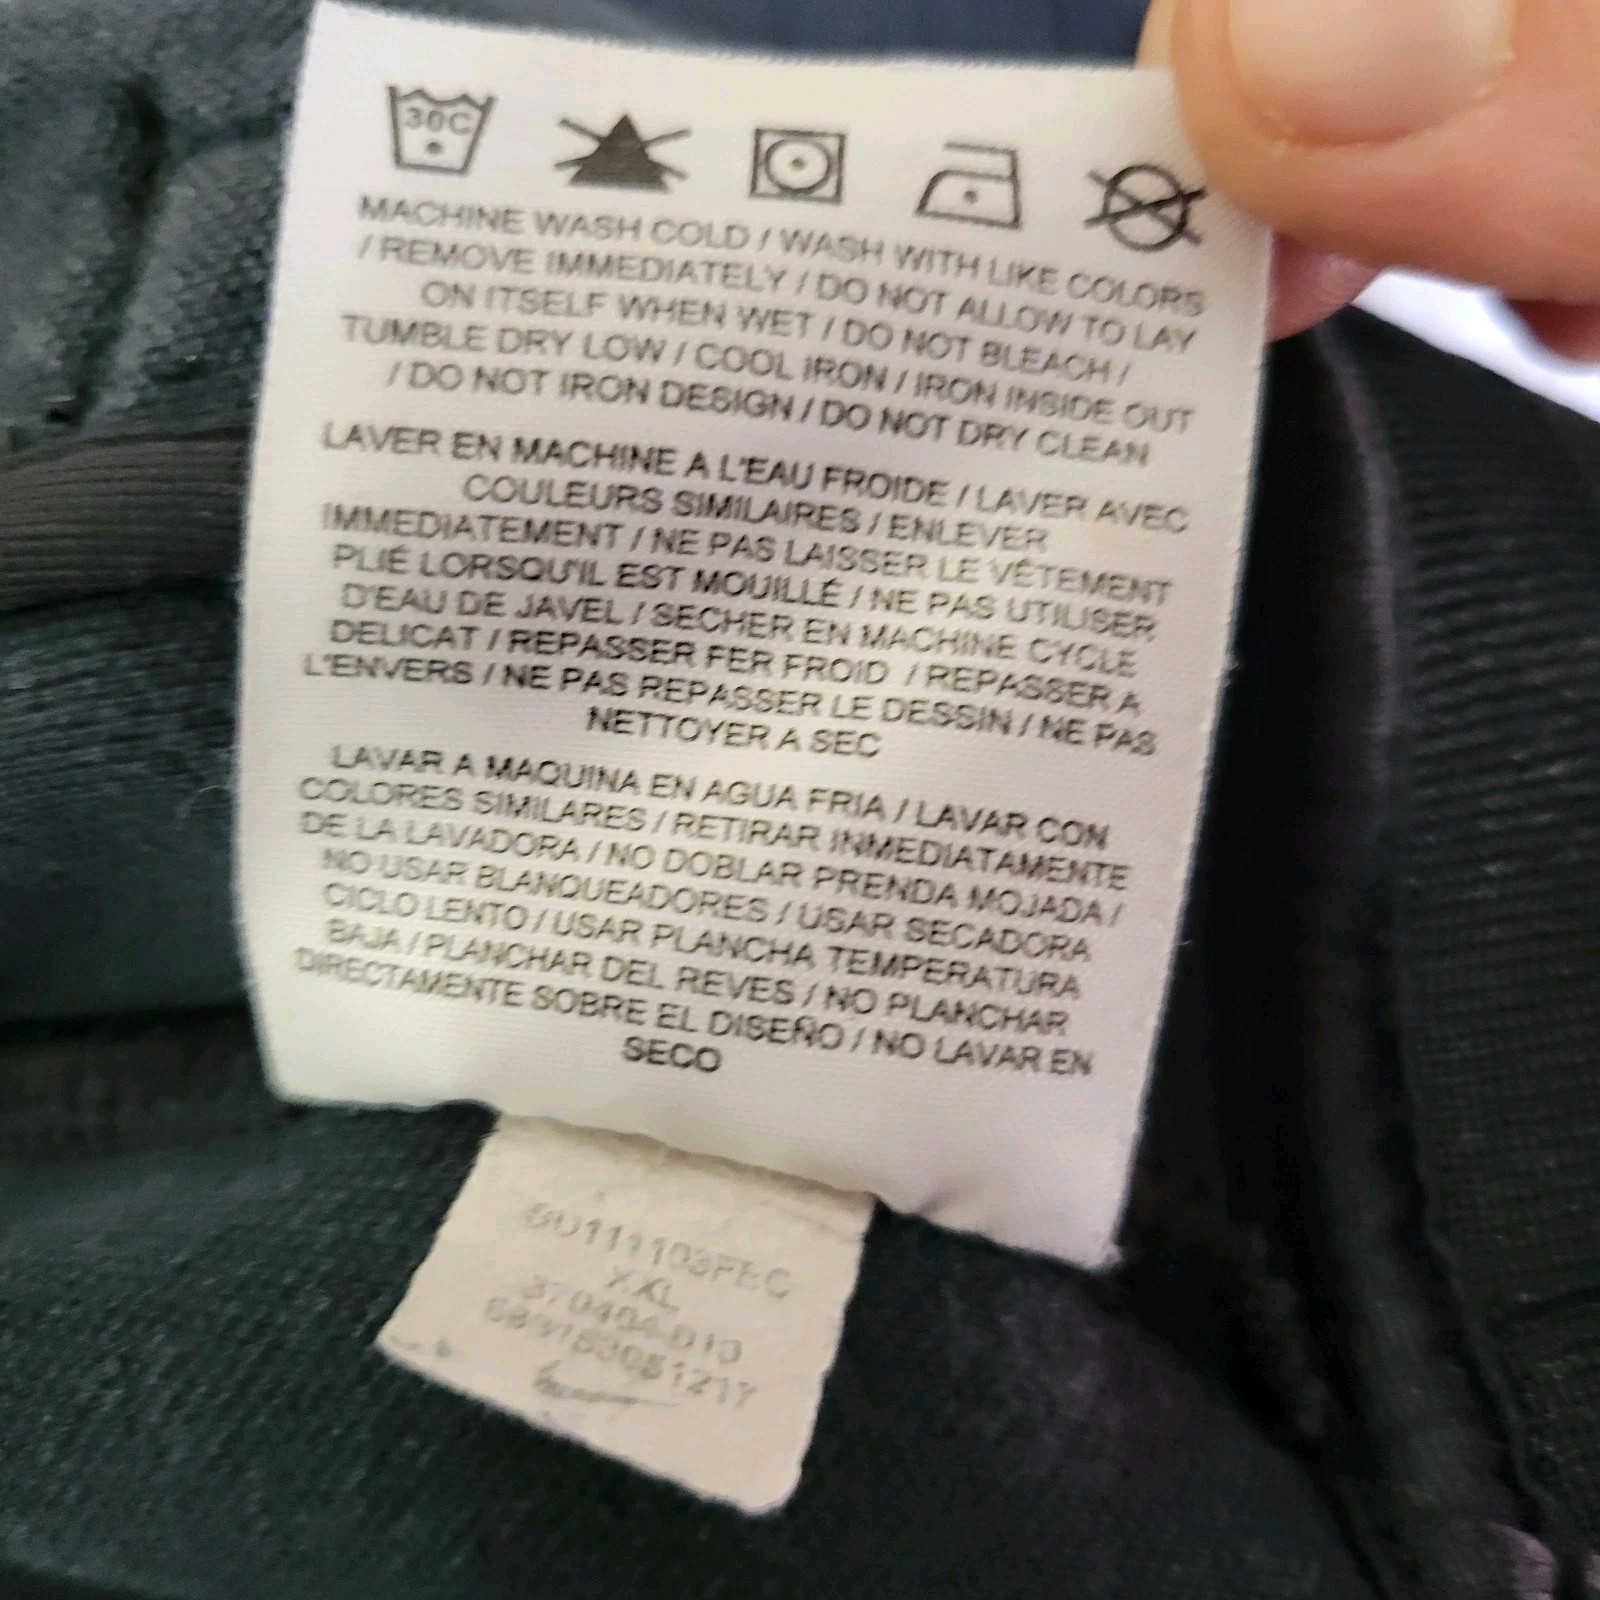 30C
MACHINE WASH COLD / WASH WITH LIKE COLORS
/ REMOVE IMMEDIATELY / DO NOT ALLOW TO LAY
ON ITSELF WHEN WET / DO NOT BLEACH /
TUMBLE DRY LOW / COOL IRON / IRON INSIDE OUT
/ DO NOT IRON DESIGN / DO NOT DRY CLEAN
LAVER EN MACHINE A L'EAU FROIDE / LAVER AVEC
COULEURS SIMILAIRES / ENLEVER
IMMEDIATEMENT / NE PAS LAISSER LE VÊTEMENT
PLIÉ LORSQU'IL EST MOUILLÉ / NE PAS UTILISER
D'EAU DE JAVEL / SECHER EN MACHINE CYCLE
DELICAT / REPASSER FER FROID / REPASSER A
L'ENVERS / NE PAS REPASSER LE DESSIN / NE PAS
NETTOYER A SEC
LAVAR A MAQUINA EN AGUA FRIA / LAVAR CON
COLORES SIMILARES / RETIRAR INMEDIATAMENTE
DE LA LAVADORA / NO DOBLAR PRENDA MOJADA /
NO USAR BLANQUEADORES / USAR SECADORA
CICLO LENTO / USAR PLANCHA TEMPERATURA
BAJA / PLANCHAR DEL REVES / NO PLANCHAR
DIRECTAMENTE SOBRE EL DISEÑO / NO LAVAR EN
SECO
XXL